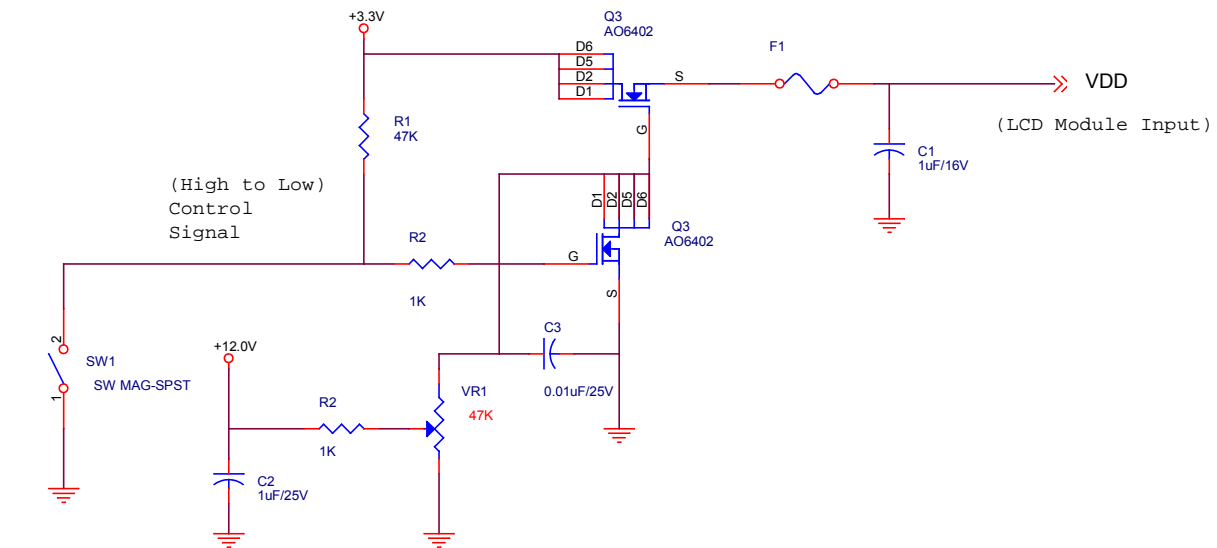 +3.3V
Q3
AO6402
D6
D5
D2
D1
S
G
F1
VDD
(LCD Module Input)
R1
47K
C1
1uF/16V
(High to Low)
Control
Signal
D1
D2
D5
D6
Q3
AO6402
R2
1K
G
S
2
1
SW1
SW MAG-SPST
+12.0V
C3
0.01uF/25V
VR1
47K
R2
1K
C2
1uF/25V